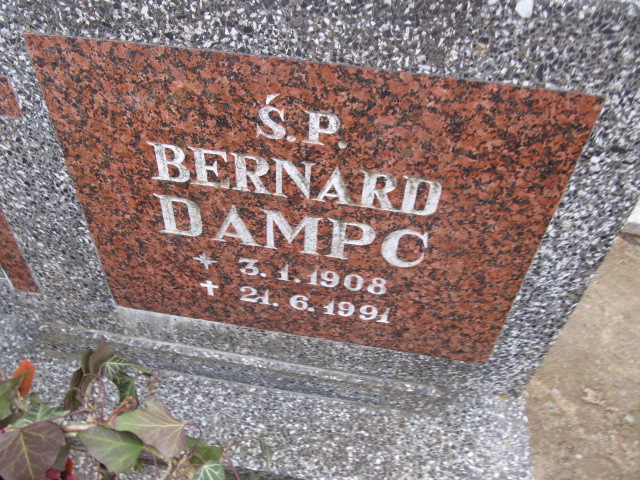 Ś.P.
BERNARD
DAMPC
* 3.1.1908
† 21.6.1991